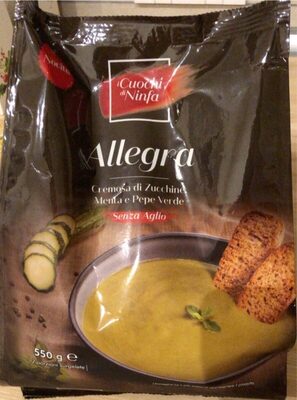 Novità
i Cuochi
di Ninfa
Allegra
Cremosa di Zucchine
Menta e Pepe Verde
Senza Aglio
550 g e